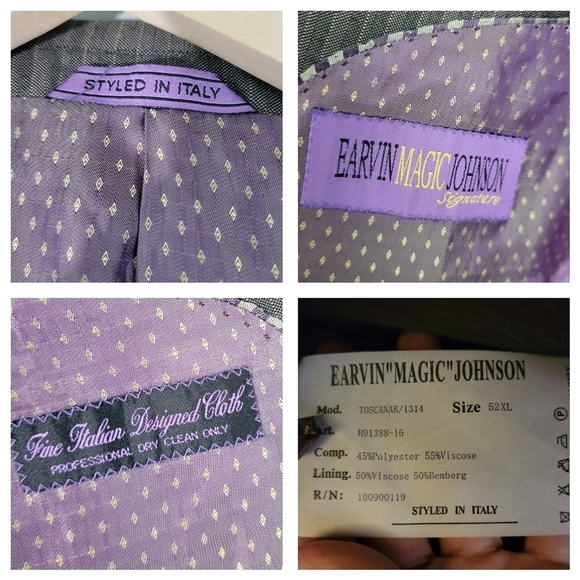 STYLED IN ITALY
EARVIN MAGIC JOHNSON
Signature
Fine Italian Designed Cloth
PROFESSIONAL DRY CLEAN ONLY
EARVIN"MAGIC"JOHNSON
Mod. TOSCANAK/1314 Size 52XL
Art. H91388-16
Comp. 45%Polyester 55%Viscose
Lining. 50%Viscose 50%Bemberg
R/N: 100900119
STYLED IN ITALY